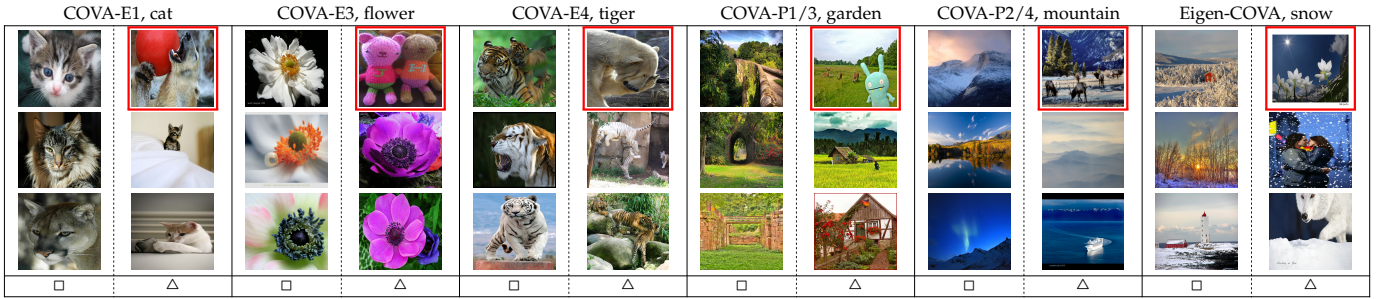 COVA-E1, cat
COVA-E3, flower
COVA-E4, tiger
COVA-P1/3, garden
COVA-P2/4, mountain
Eigen-COVA, snow